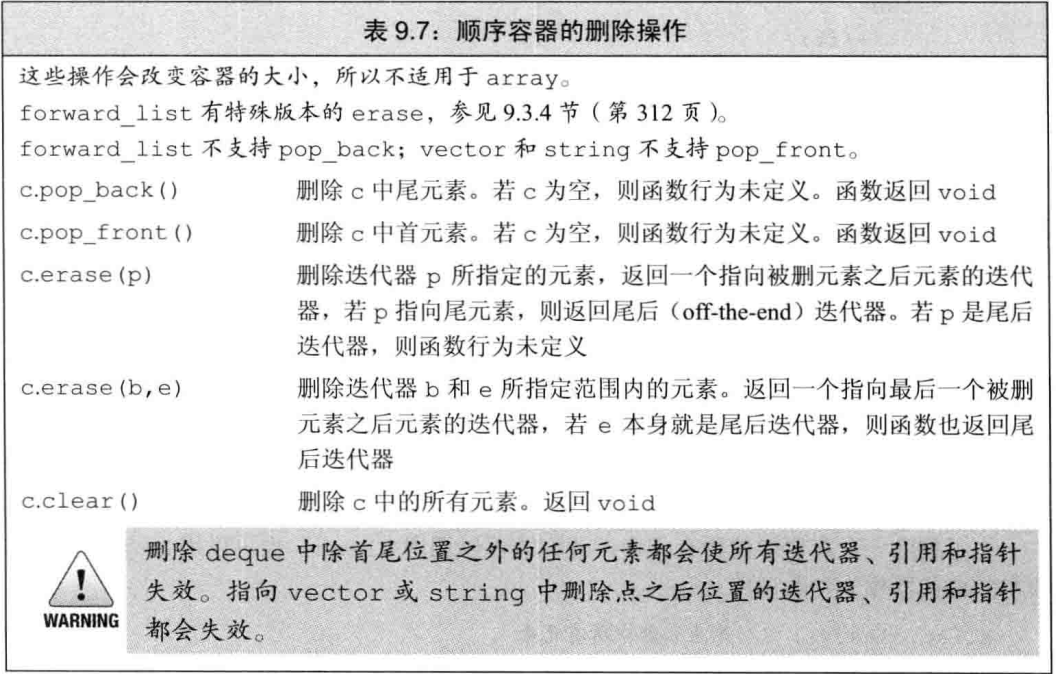 表 9.7：顺序容器的删除操作
这些操作会改变容器的大小，所以不适用于 array。
forward_list 有特殊版本的 erase，参见 9.3.4 节（第 312 页）。
forward_list 不支持 pop_back；vector 和 string 不支持 pop_front。
c.pop_back() 删除 c 中尾元素。若 c 为空，则函数行为未定义。函数返回 void
c.pop_front() 删除 c 中首元素。若 c 为空，则函数行为未定义。函数返回 void
c.erase(p) 删除迭代器 p 所指定的元素，返回一个指向被删元素之后元素的迭代
器，若 p 指向尾元素，则返回尾后（off-the-end）迭代器。若 p 是尾后
迭代器，则函数行为未定义
c.erase(b,e) 删除迭代器 b 和 e 所指定范围内的元素。返回一个指向最后一个被删
元素之后元素的迭代器，若 e 本身就是尾后迭代器，则函数也返回尾
后迭代器
c.clear() 删除 c 中的所有元素。返回 void
删除 deque 中除首尾位置之外的任何元素都会使所有迭代器、引用和指针
失效。指向 vector 或 string 中删除点之后位置的迭代器、引用和指针
都会失效。
WARNING